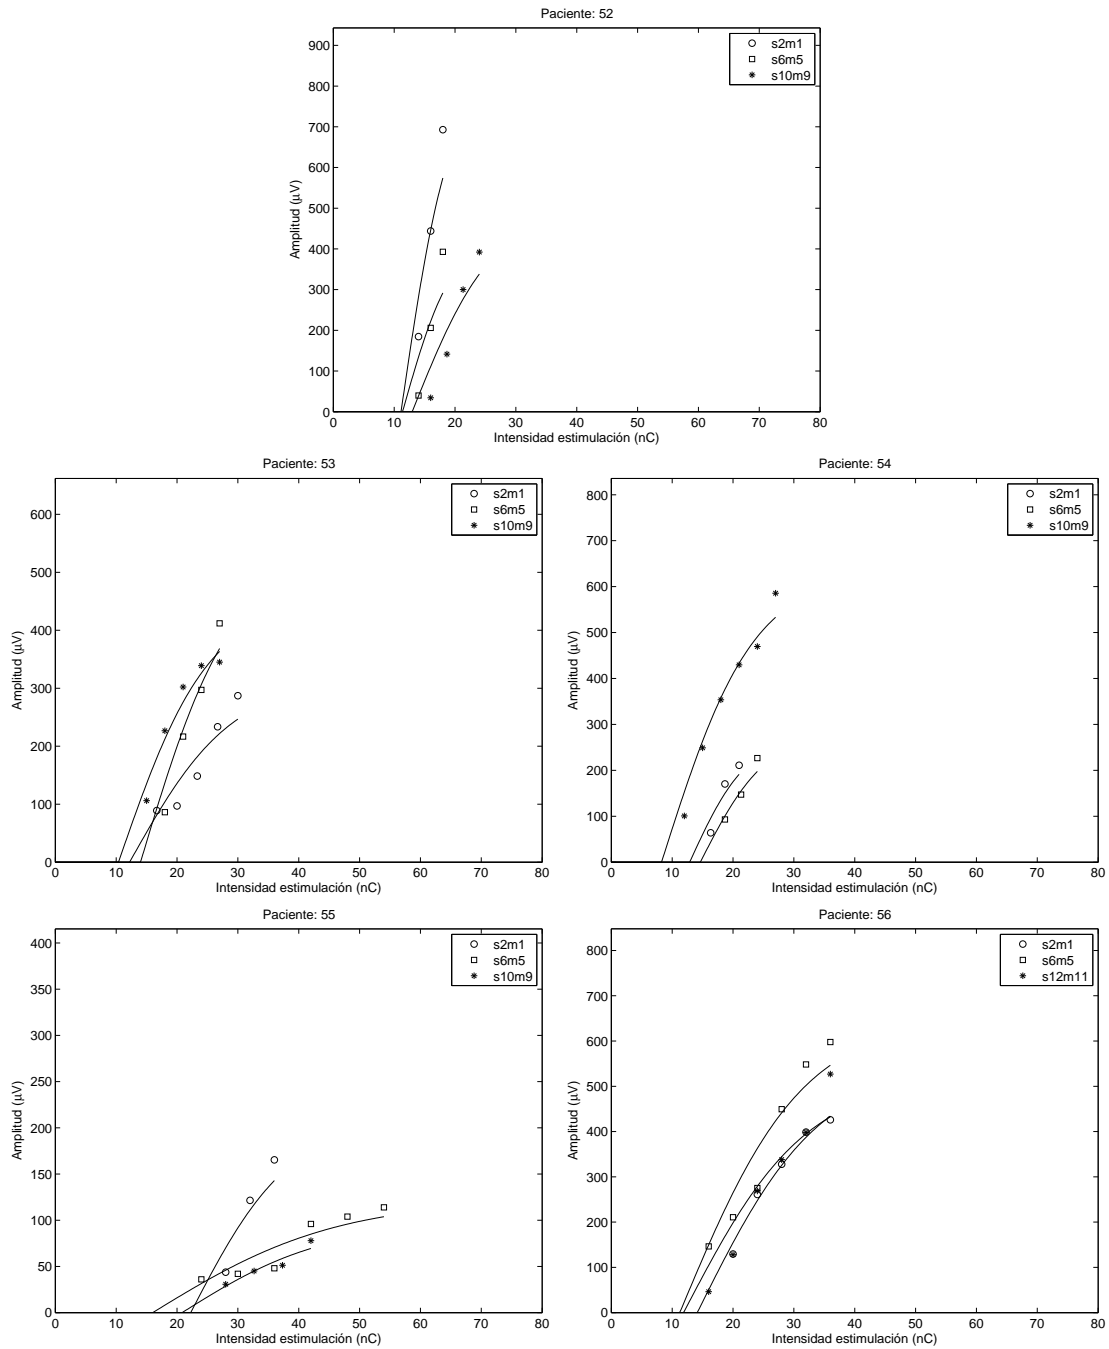 Paciente: 52
s2m1
s6m5
s10m9
900
800
700
600
500
400
300
200
100
0
Amplitud (μV)
0 10 20 30 40 50 60 70 80
Intensidad estimulación (nC)
Paciente: 53
s2m1
s6m5
s10m9
600
500
400
300
200
100
0
Amplitud (μV)
0 10 20 30 40 50 60 70 80
Intensidad estimulación (nC)
Paciente: 54
s2m1
s6m5
s10m9
800
700
600
500
400
300
200
100
0
Amplitud (μV)
0 10 20 30 40 50 60 70 80
Intensidad estimulación (nC)
Paciente: 55
s2m1
s6m5
s10m9
400
350
300
250
200
150
100
50
0
Amplitud (μV)
0 10 20 30 40 50 60 70 80
Intensidad estimulación (nC)
Paciente: 56
s2m1
s6m5
s12m11
800
700
600
500
400
300
200
100
0
Amplitud (μV)
0 10 20 30 40 50 60 70 80
Intensidad estimulación (nC)